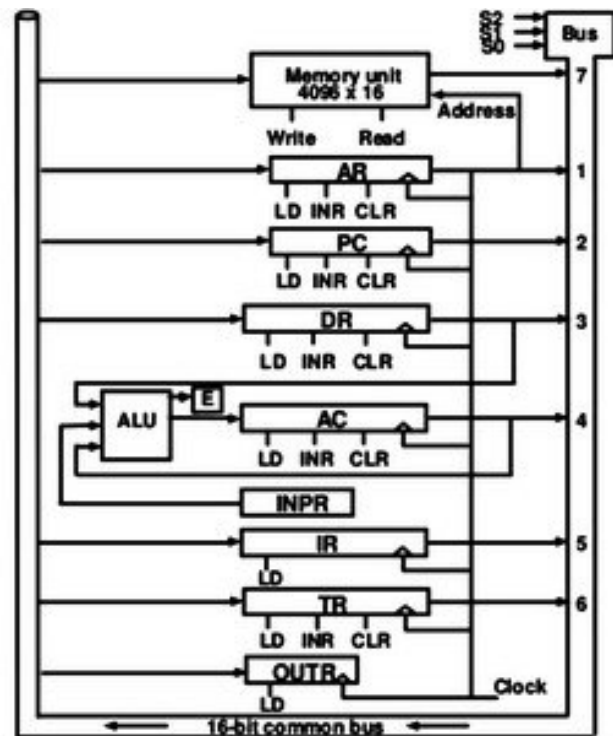 S2
S1
S0
Bus
Memory unit
4096 x 16
7
Address
Write Read
AR
1
LD INR CLR
PC
2
LD INR CLR
DR
3
LD INR CLR
E
ALU
AC
4
LD INR CLR
INPR
IR
5
LD
TR
6
LD INR CLR
OUTR
Clock
LD
16-bit common bus